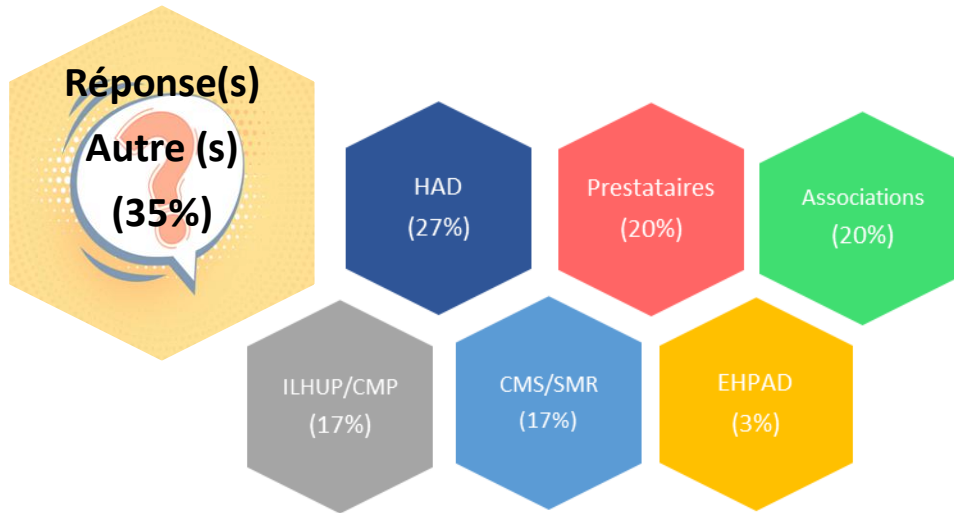 Réponse(s)
Autre (s)
(35%)
HAD
(27%)
Prestataires
(20%)
Associations
(20%)
ILHUP/CMP
(17%)
CMS/SMR
(17%)
EHPAD
(3%)